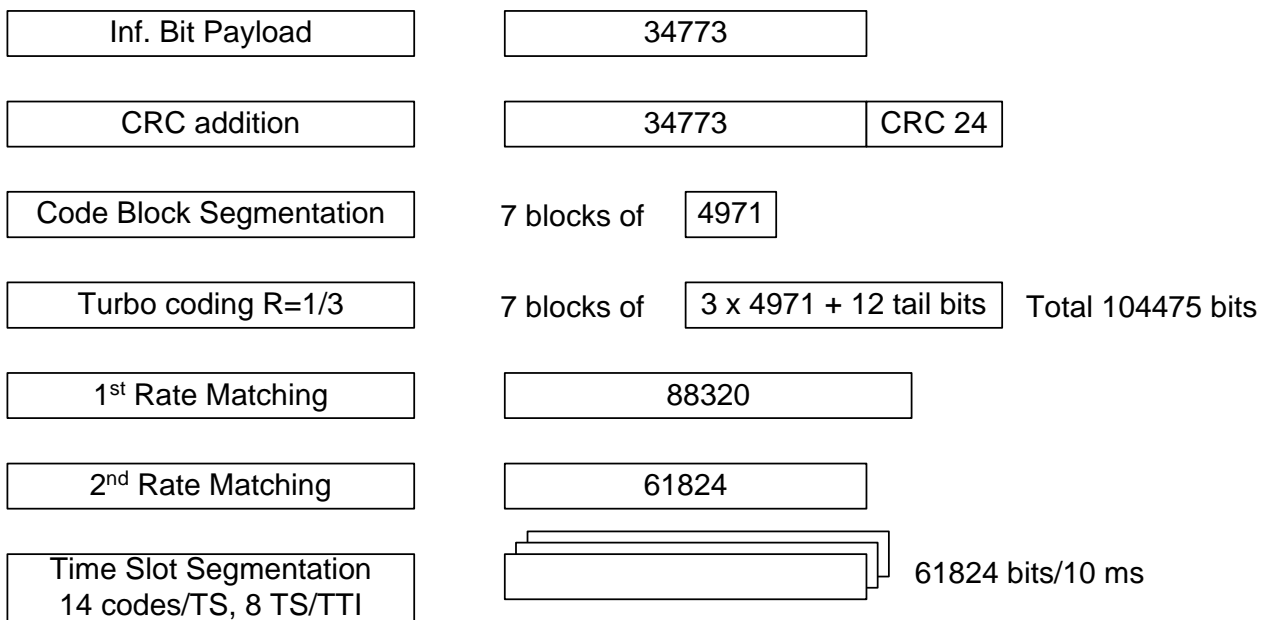 Inf. Bit Payload 34773
CRC addition 34773 CRC 24
Code Block Segmentation 7 blocks of 4971
Turbo coding R=1/3 7 blocks of 3 x 4971 + 12 tail bits Total 104475 bits
1st Rate Matching 88320
2nd Rate Matching 61824
Time Slot Segmentation
14 codes/TS, 8 TS/TTI
61824 bits/10 ms